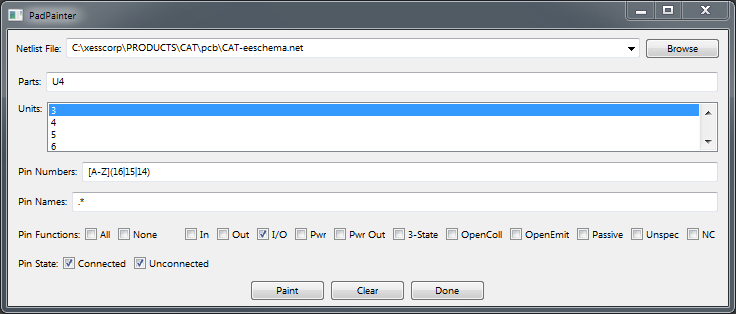 PadPainter
Netlist File: C:\xesscorp\PRODUCTS\CAT\pcb\CAT-eeschema.net Browse
Parts: U4
Units: 3
4
5
6
Pin Numbers: [A-Z](16|15|14)
Pin Names: .*
Pin Functions: All None In Out I/O Pwr Pwr Out 3-State OpenColl OpenEmit Passive Unspec NC
Pin State: Connected Unconnected
Paint Clear Done